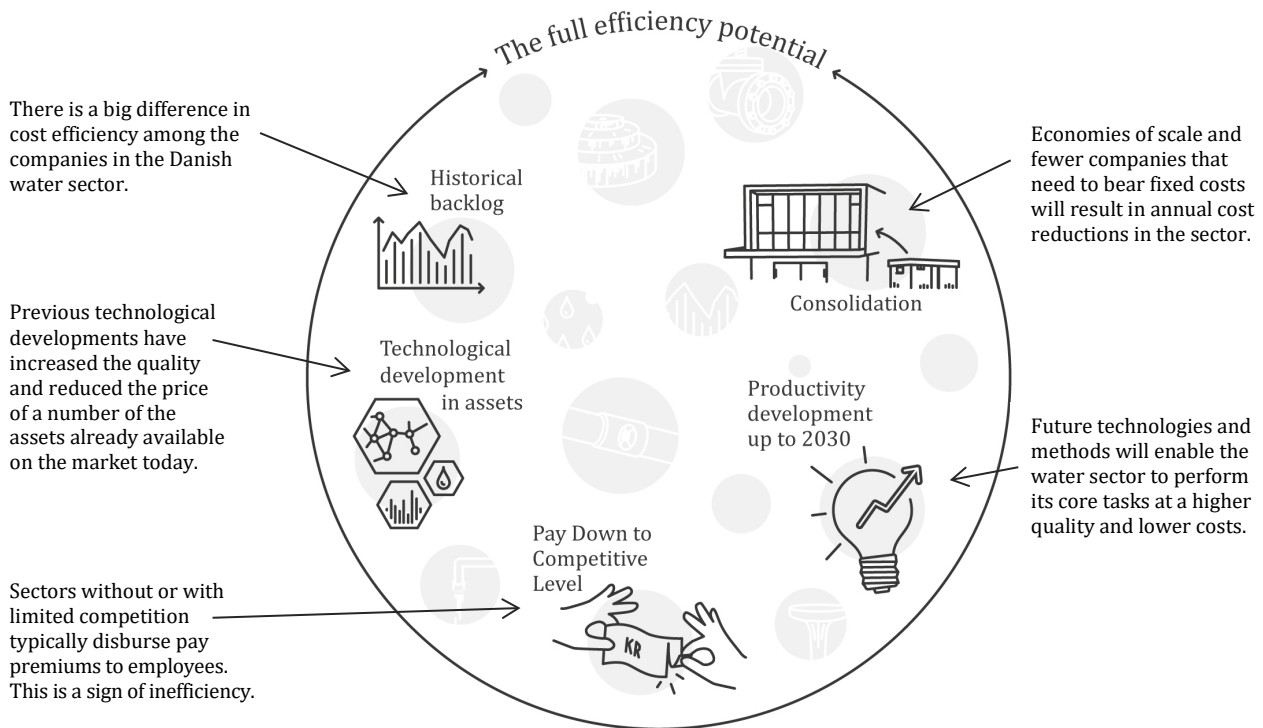 The full efficiency potential
There is a big difference in
cost efficiency among the
companies in the Danish
water sector.
Historical
backlog
Economies of scale and
fewer companies that
need to bear fixed costs
will result in annual cost
reductions in the sector.
Consolidation
Previous technological
developments have
increased the quality
and reduced the price
of a number of the
assets already available
on the market today.
Technological
development
in assets
Productivity
development
up to 2030
Future technologies and
methods will enable the
water sector to perform
its core tasks at a higher
quality and lower costs.
Pay Down to
Competitive
Level
KR
Sectors without or with
limited competition
typically disburse pay
premiums to employees.
This is a sign of inefficiency.